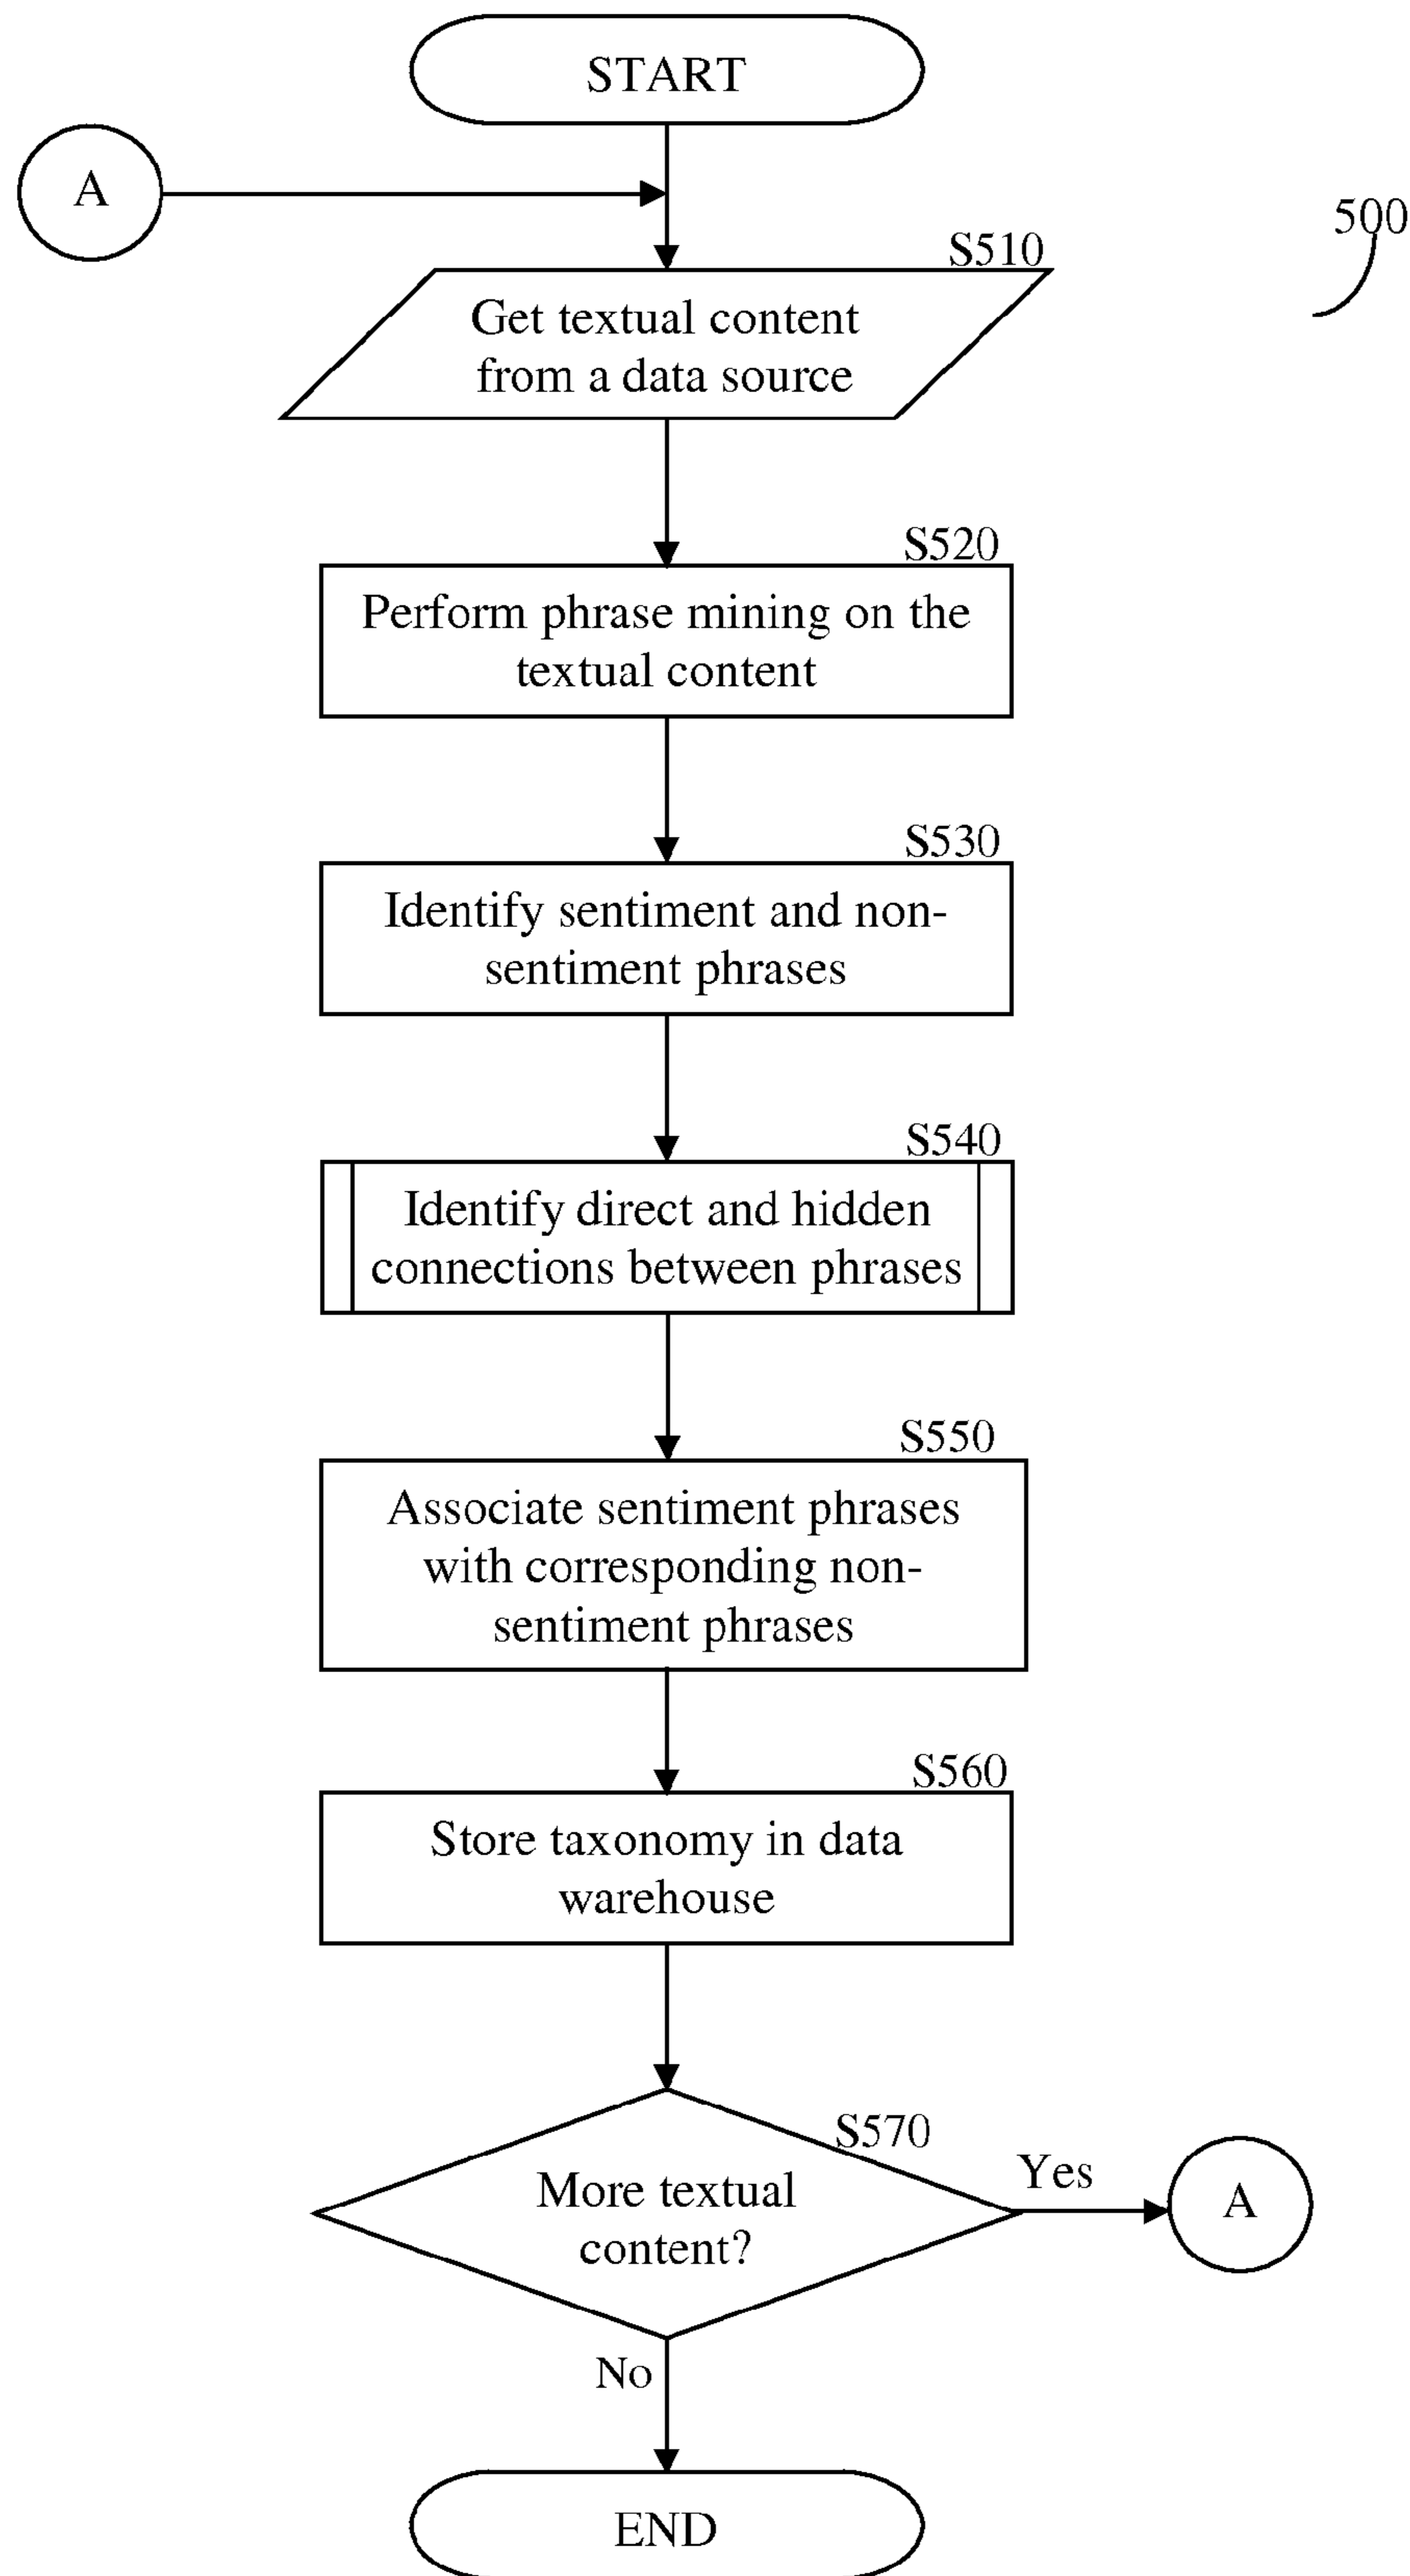 START
A
500
S510
Get textual content
from a data source
S520
Perform phrase mining on the
textual content
S530
Identify sentiment and non-
sentiment phrases
S540
Identify direct and hidden
connections between phrases
S550
Associate sentiment phrases
with corresponding non-
sentiment phrases
S560
Store taxonomy in data
warehouse
S570
More textual
content?
Yes
A
No
END